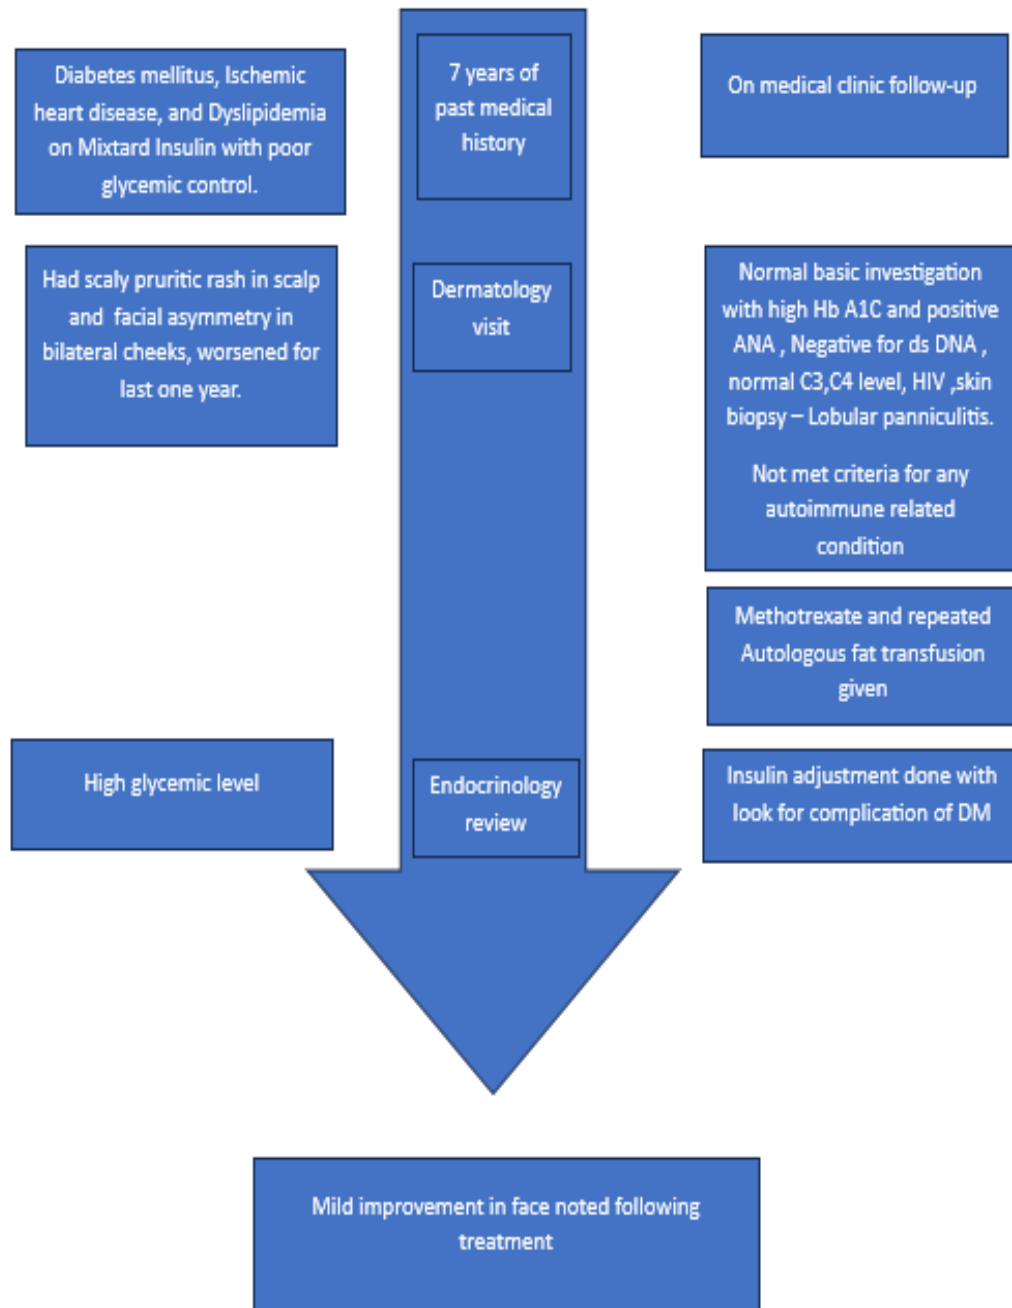 Diabetes mellitus, Ischemic
heart disease, and Dyslipidemia
on Mixtard Insulin with poor
glycemic control.
7 years of
past medical
history
On medical clinic follow-up
Had scaly pruritic rash in scalp
and facial asymmetry in
bilateral cheeks, worsened for
last one year.
Dermatology
visit
Normal basic investigation
with high Hb A1C and positive
ANA , Negative for ds DNA ,
normal C3,C4 level, HIV ,skin
biopsy – Lobular panniculitis.
Not met criteria for any
autoimmune related
condition
Methotrexate and repeated
Autologous fat transfusion
given
High glycemic level
Endocrinology
review
Insulin adjustment done with
look for complication of DM
Mild improvement in face noted following
treatment